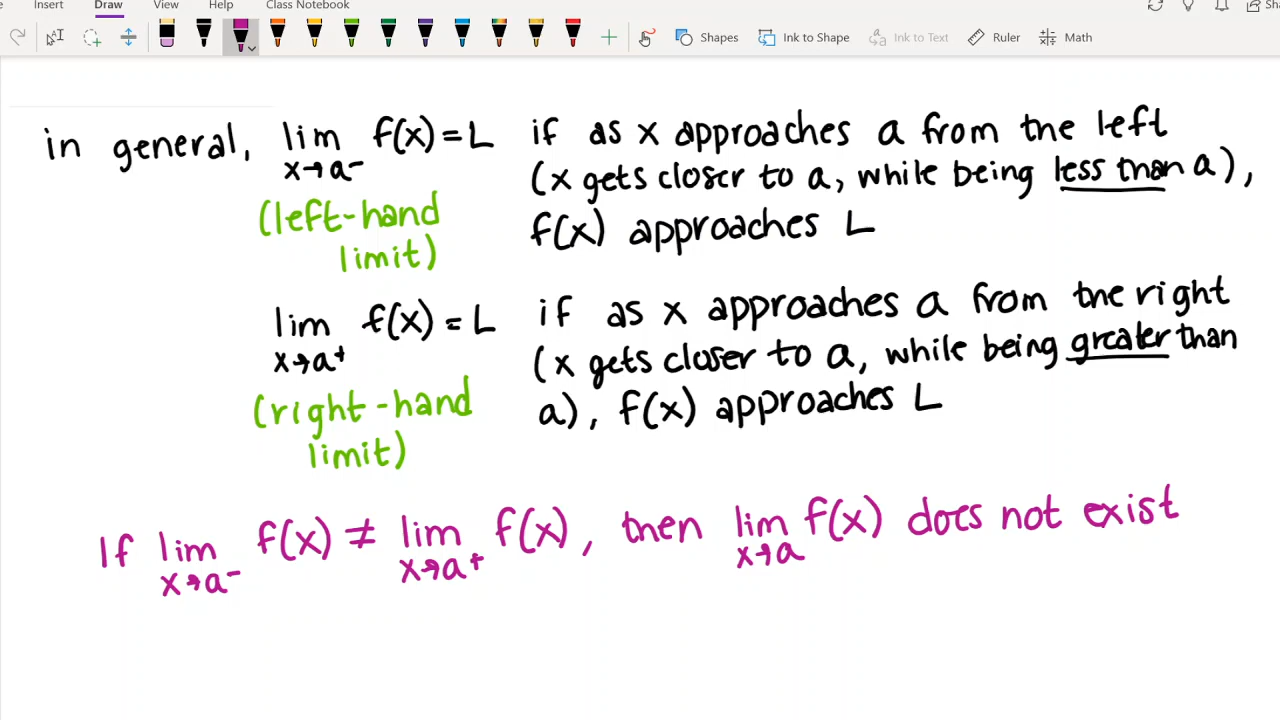 Insert Draw View Help Class Notebook
Shapes Ink to Shape Ink to Text Ruler Math
in general, lim f(x) = L if as x approaches a from the left
x→a⁻ (x gets closer to a, while being less than a),
(left-hand f(x) approaches L
limit)
lim f(x) = L if as x approaches a from the right
x→a⁺ (x gets closer to a, while being greater than
(right-hand a), f(x) approaches L
limit)
If lim f(x) ≠ lim f(x), then lim f(x) does not exist
x→a⁻ x→a⁺ x→a